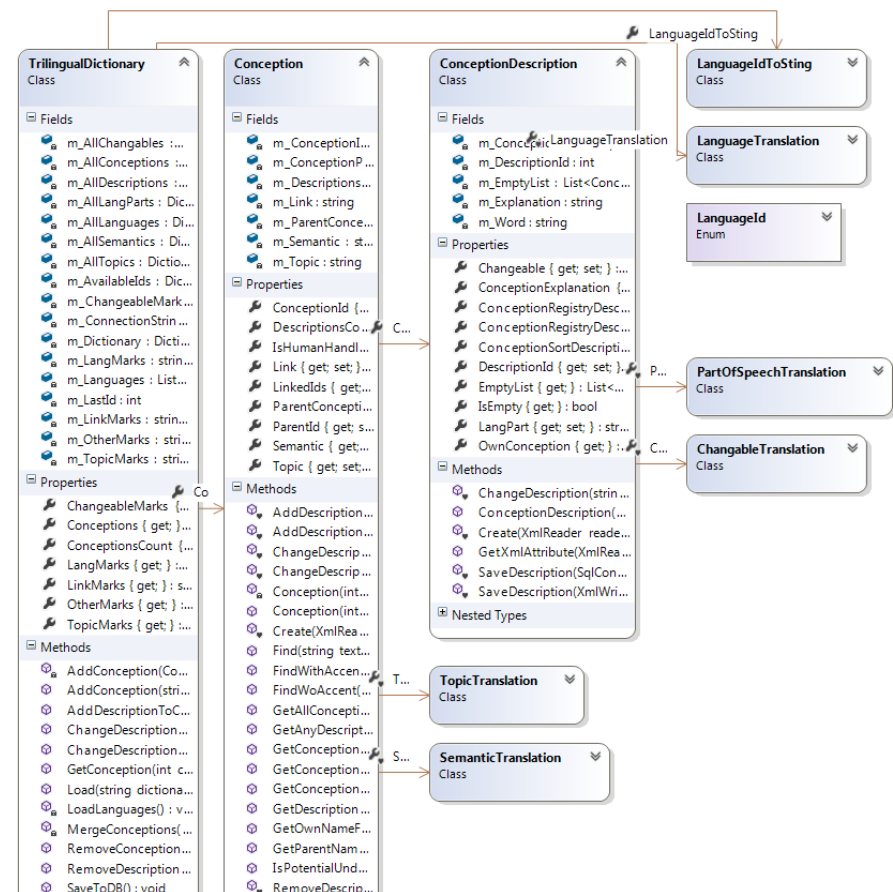 LanguageIdToSting
TrilingualDictionary
Class
Fields
m_AllChangables :...
m_AllConceptions :...
m_AllDescriptions :...
m_AllLangParts : Dic...
m_AllLanguages : Di...
m_AllSemantics : Di...
m_AllTopics : Dictio...
m_AvailableIds : Dic...
m_ChangeableMark...
m_ConnectionStrin...
m_Dictionary : Dicti...
m_LangMarks : strin...
m_Languages : List...
m_LastId : int
m_LinkMarks : strin...
m_OtherMarks : stri...
m_TopicMarks : stri...
Properties
Co
ChangeableMarks {...
Conceptions { get; }...
ConceptionsCount {...
LangMarks { get; } :...
LinkMarks { get; } : s...
OtherMarks { get; } :...
TopicMarks { get; } :...
Methods
AddConception(Co...
AddConception(stri...
AddDescriptionToC...
ChangeDescription...
ChangeDescription...
GetConception(int c...
Load(string dictiona...
LoadLanguages() : v...
MergeConceptions(...
RemoveConception...
RemoveDescription...
SaveToDB() : void
Conception
Class
Fields
m_ConceptionI...
m_ConceptionP...
m_Descriptions...
m_Link : string
m_ParentConce...
m_Semantic : st...
m_Topic : string
Properties
ConceptionId {...
DescriptionsCo...
C...
IsHumanHandl...
Link { get; set; }...
LinkedIds { get;...
ParentConcepti...
ParentId { get; s...
Semantic { get;...
Topic { get; set;...
Methods
AddDescription...
AddDescription...
ChangeDescrip...
ChangeDescrip...
Conception(int...
Conception(int...
Create(XmlRea...
Find(string text...
FindWithAccen...
T...
FindWoAccent(...
GetAllConcepti...
GetAnyDescript...
GetConception...
S...
GetConception...
GetConception...
GetDescription...
GetOwnNameF...
GetParentNam...
IsPotentialUnd...
RemoveDescrip...
ConceptionDescription
Class
Fields
LanguageTranslation
m_DescriptionId : int
m_EmptyList : List<Conc...
m_Explanation : string
m_Word : string
Properties
Changeable { get; set; } :...
ConceptionExplanation {...
ConceptionRegistryDesc...
ConceptionRegistryDesc...
ConceptionSortDescripti...
DescriptionId { get; set; }...
P...
EmptyList { get; } : List<...
IsEmpty { get; } : bool
LangPart { get; set; } : str...
OwnConception { get; } :...
C...
Methods
ChangeDescription(strin...
ConceptionDescription(...
Create(XmlReader reade...
GetXmlAttribute(XmlRea...
SaveDescription(SqlCon...
SaveDescription(XmlWri...
Nested Types
TopicTranslation
Class
SemanticTranslation
Class
LanguageIdToSting
Class
LanguageTranslation
Class
LanguageId
Enum
PartOfSpeechTranslation
Class
ChangableTranslation
Class